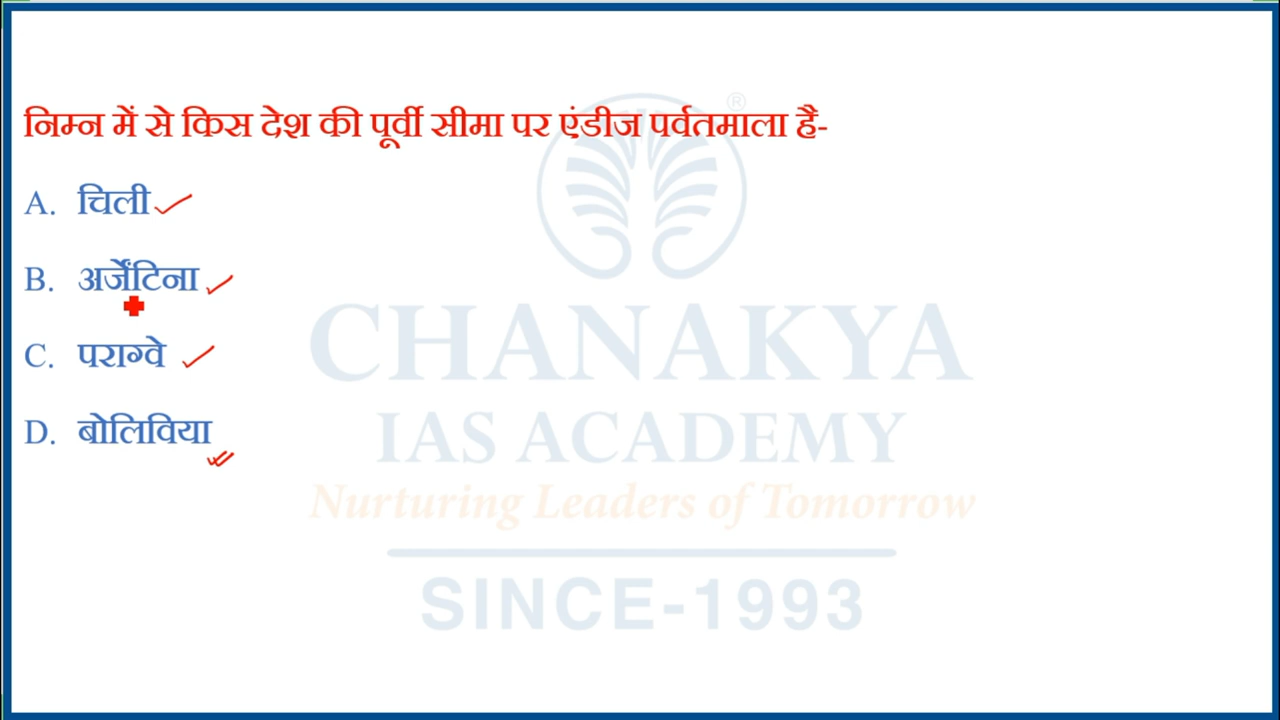 निम्न में से किस देश की पूर्वी सीमा पर एंडीज पर्वतमाला है-
A. चिली
B. अर्जेंटिना
C. पराग्वे
D. बोलिविया
®
CHANAKYA
IAS ACADEMY
Nurturing Leaders of Tomorrow
SINCE-1993